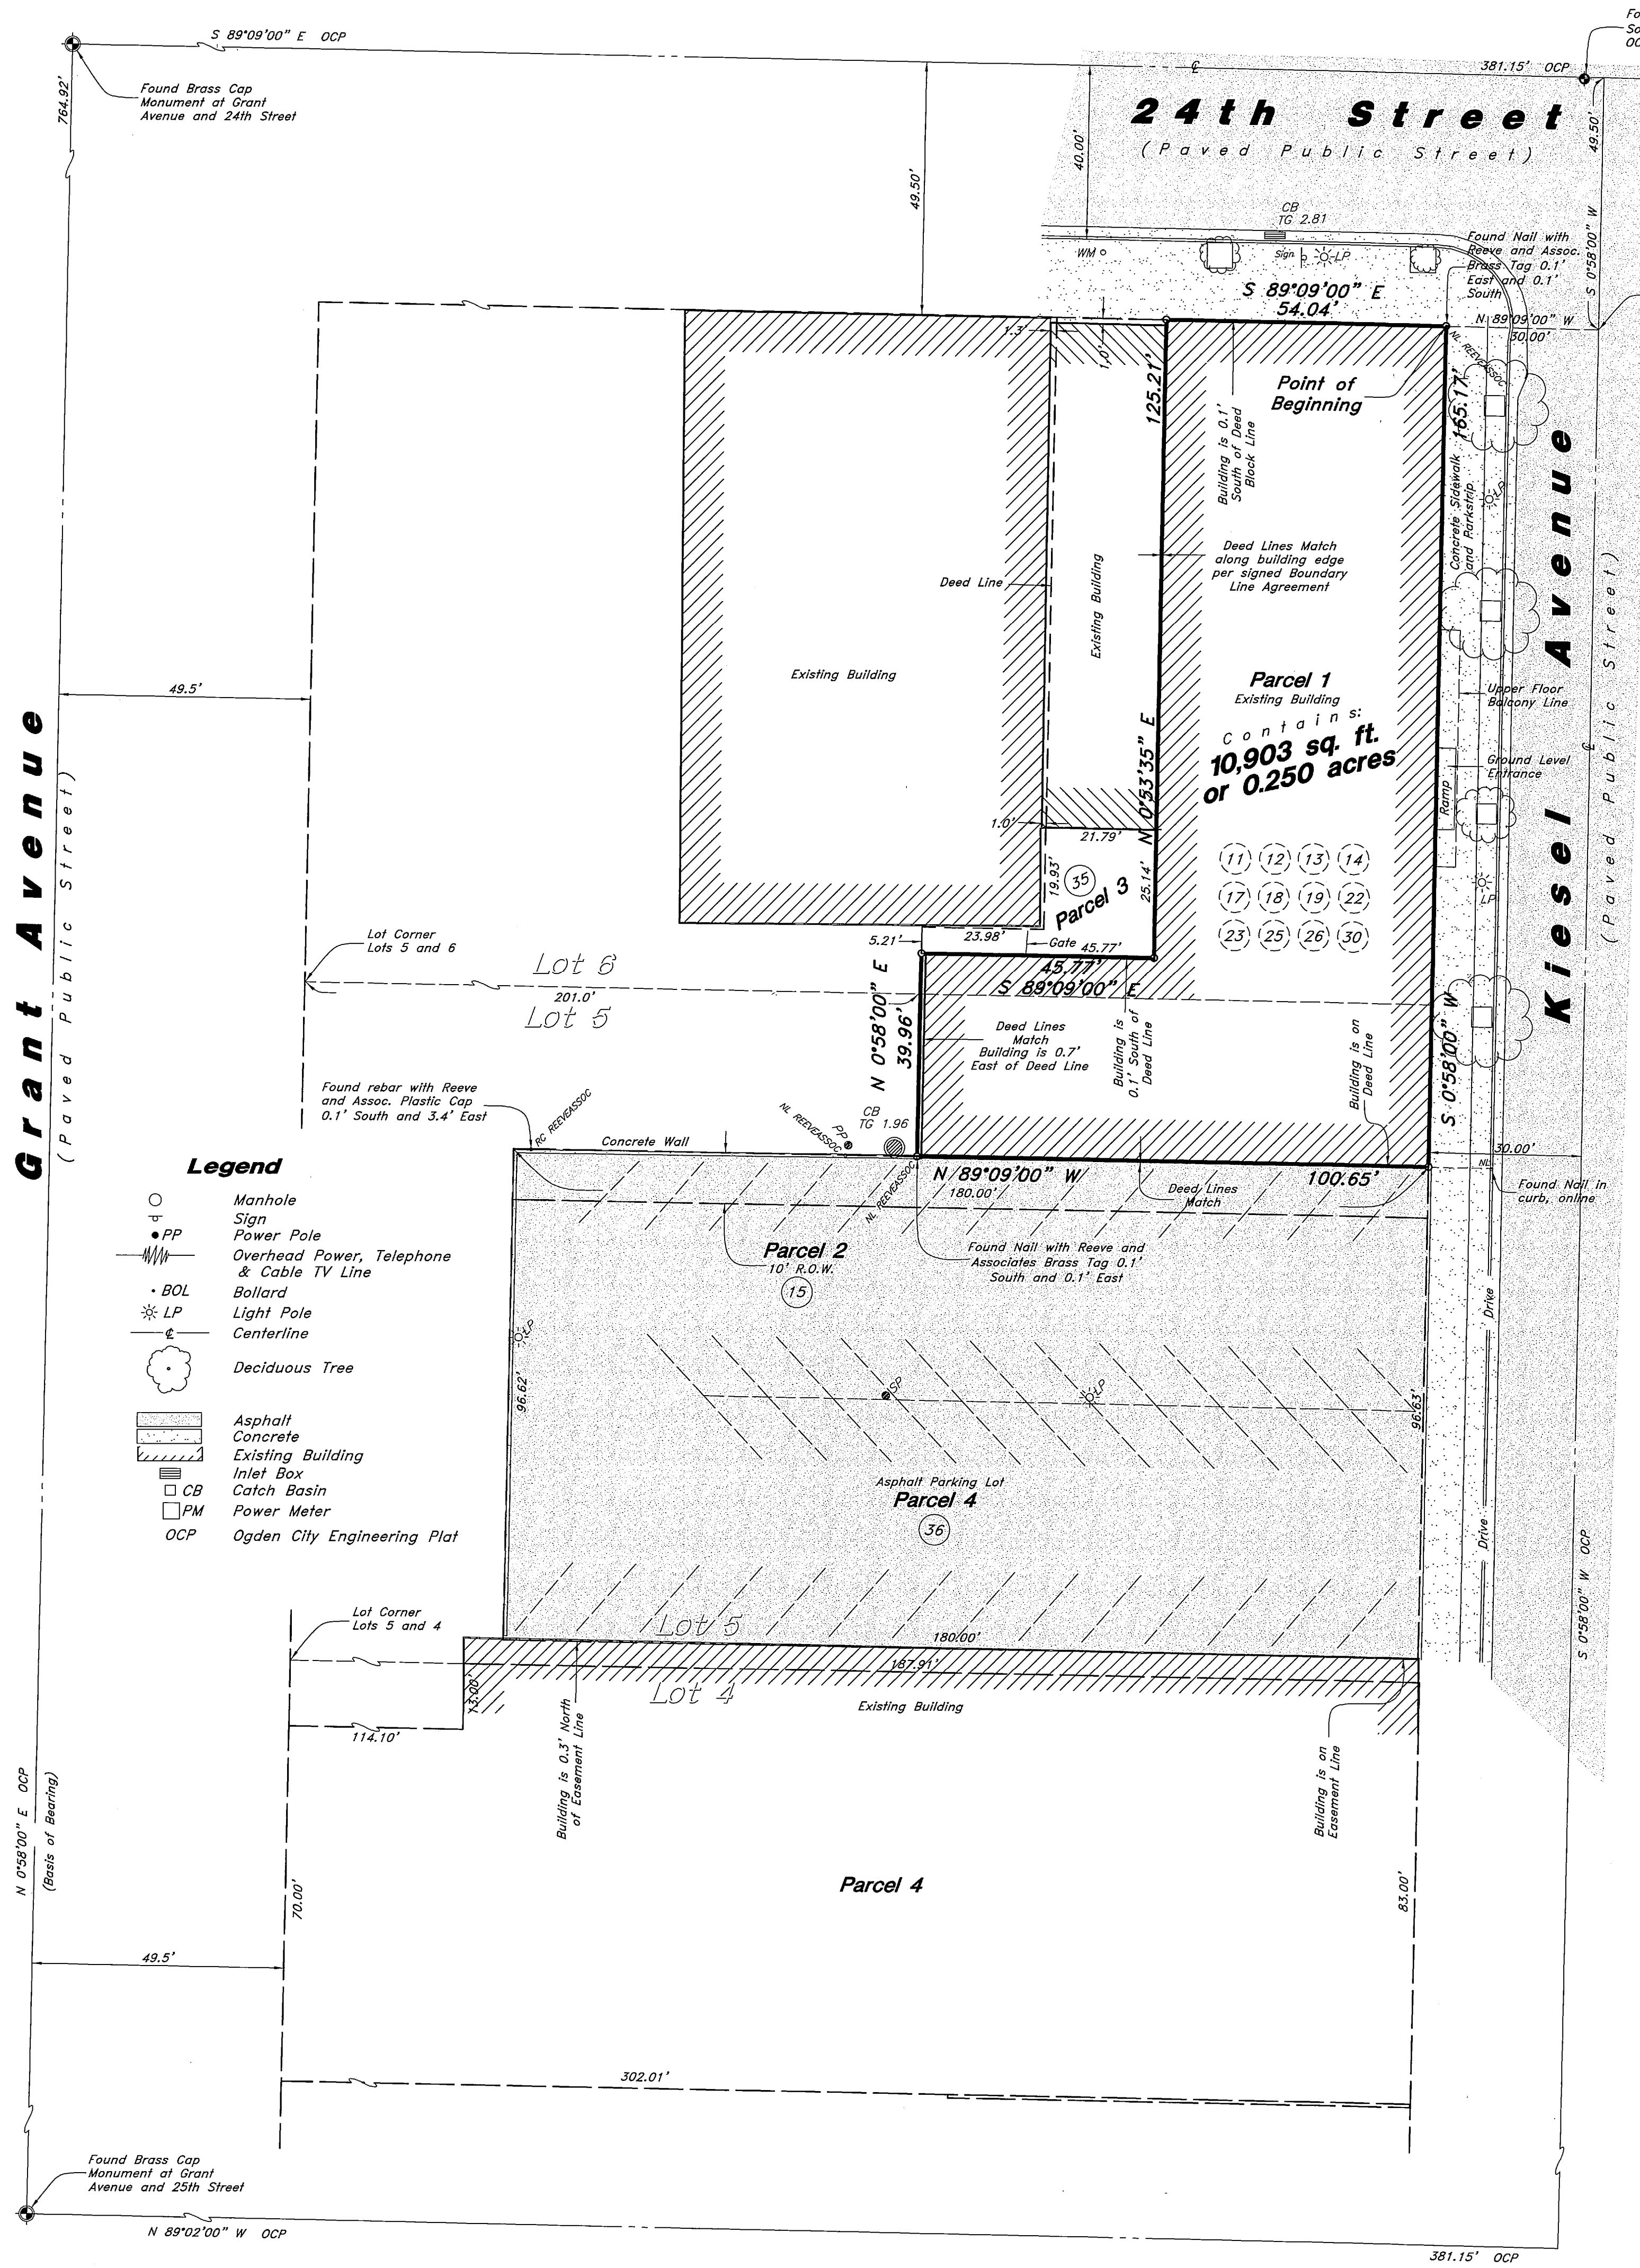 S 89°09'00" E OCP
Fo
So
OC
764.92'
Found Brass Cap
Monument at Grant
Avenue and 24th Street
℄
381.15' OCP
24th Street
(Paved Public Street)
49.50'
40.00'
49.50'
S 0°58'00" W
CB
TG 2.81
WM
Sign
LP
Found Nail with
Reeve and Assoc.
Brass Tag 0.1'
East and 0.1'
South
S 89°09'00" E
54.04'
N 89°09'00" W
30.00'
NL REEVEASSOC
1.3'
1.0'
125.21'
Point of
Beginning
165.17'
Building is 0.1'
South of Deed
Block Line
Concrete Sidewalk
and Parkstrip
LP
Deed Line
Existing Building
Deed Lines Match
along building edge
per signed Boundary
Line Agreement
Existing Building
Kiesel Avenue
(Paved Public Street)
℄
49.5'
Grant Avenue
(Paved Public Street)
Parcel 1
Existing Building
Contains:
10,903 sq. ft.
or 0.250 acres
Upper Floor
Balcony Line
Ground Level
Entrance
Ramp
N 0°53'35" E
1.0'
21.79'
19.93'
35
Parcel 3
25.14'
11 12 13 14
17 18 19 22
23 25 26 30
LP
5.21'
23.98'
Gate
45.77'
45.77'
S 89°09'00" E
Lot Corner
Lots 5 and 6
Lot 6
201.0'
Lot 5
N 0°58'00" E
39.96'
Deed Lines
Match
Building is 0.7'
East of Deed Line
Building is
0.1' South of
Deed Line
Building is on
Deed Line
S 0°58'00" W
Found rebar with Reeve
and Assoc. Plastic Cap
0.1' South and 3.4' East
RC REEVEASSOC
Concrete Wall
NL REEVEASSOC
PP
CB
TG 1.96
NL REEVEASSOC
N 89°09'00" W
180.00'
100.65'
Deed Lines
Match
30.00'
NL
Found Nail in
curb, online
Legend
Manhole
Sign
PP Power Pole
Overhead Power, Telephone
& Cable TV Line
BOL Bollard
LP Light Pole
℄ Centerline
Deciduous Tree
Asphalt
Concrete
Existing Building
Inlet Box
CB Catch Basin
PM Power Meter
OCP Ogden City Engineering Plat
Parcel 2
10' R.O.W.
15
Found Nail with Reeve and
Associates Brass Tag 0.1'
South and 0.1' East
LP
96.62'
SP
LP
96.63'
Drive
Drive
Asphalt Parking Lot
Parcel 4
36
S 0°58'00" W OCP
Lot Corner
Lots 5 and 4
Lot 5
180.00'
187.91'
Lot 4
13.00'
Existing Building
114.10'
Building is 0.3' North
of Easement Line
Building is on
Easement Line
N 0°58'00" E OCP
(Basis of Bearing)
70.00'
Parcel 4
83.00'
49.5'
302.01'
Found Brass Cap
Monument at Grant
Avenue and 25th Street
N 89°02'00" W OCP
381.15' OCP